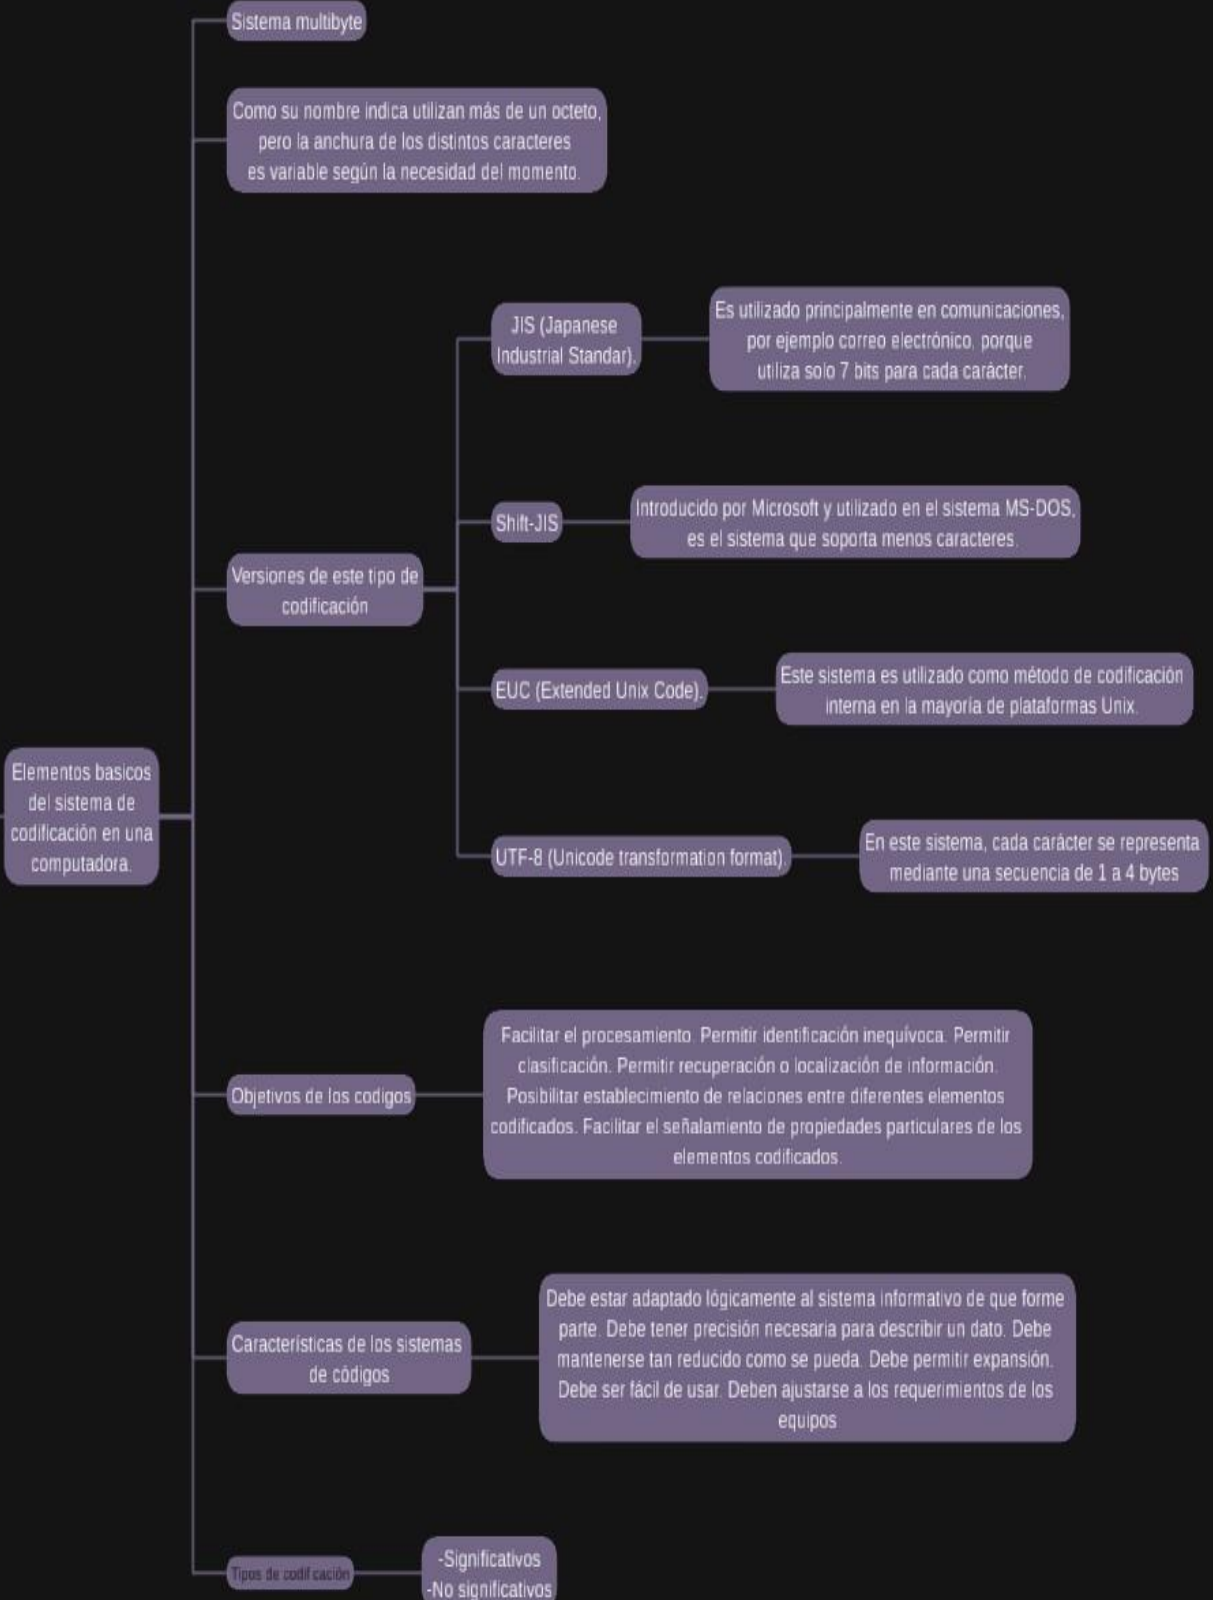 Sistema multibyte
Como su nombre indica utilizan más de un octeto,
pero la anchura de los distintos caracteres
es variable según la necesidad del momento.
JIS (Japanese
Industrial Standar).
Es utilizado principalmente en comunicaciones,
por ejemplo correo electrónico, porque
utiliza solo 7 bits para cada carácter.
Shift-JIS
Introducido por Microsoft y utilizado en el sistema MS-DOS,
es el sistema que soporta menos caracteres.
Versiones de este tipo de
codificación
EUC (Extended Unix Code).
Este sistema es utilizado como método de codificación
interna en la mayoría de plataformas Unix.
Elementos basicos
del sistema de
codificación en una
computadora.
UTF-8 (Unicode transformation format).
En este sistema, cada carácter se representa
mediante una secuencia de 1 a 4 bytes
Objetivos de los codigos
Facilitar el procesamiento. Permitir identificación inequívoca. Permitir
clasificación. Permitir recuperación o localización de información.
Posibilitar establecimiento de relaciones entre diferentes elementos
codificados. Facilitar el señalamiento de propiedades particulares de los
elementos codificados.
Características de los sistemas
de códigos
Debe estar adaptado lógicamente al sistema informativo de que forme
parte. Debe tener precisión necesaria para describir un dato. Debe
mantenerse tan reducido como se pueda. Debe permitir expansión.
Debe ser fácil de usar. Deben ajustarse a los requerimientos de los
equipos
Tipos de codificación
-Significativos
-No significativos